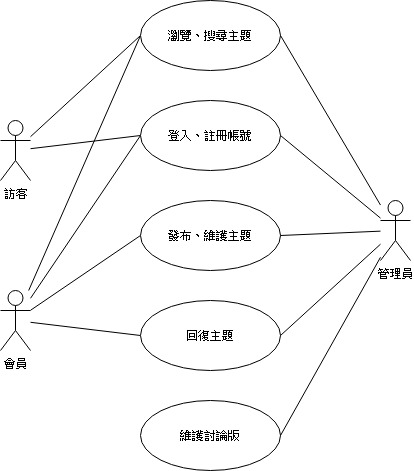 瀏覽、搜尋主題
登入、註冊帳號
訪客
發布、維護主題
管理員
回復主題
會員
維護討論版